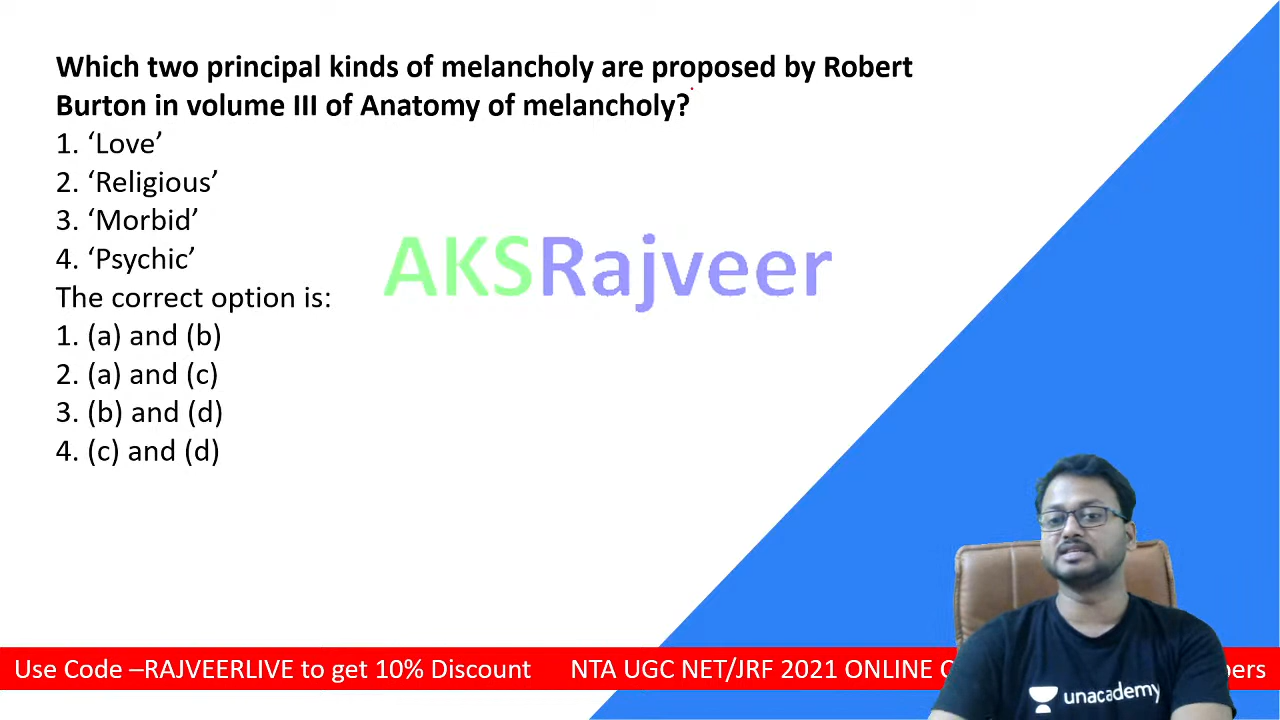 Which two principal kinds of melancholy are proposed by Robert
Burton in volume III of Anatomy of melancholy?
1. ‘Love’
2. ‘Religious’
3. ‘Morbid’
4. ‘Psychic’
The correct option is:
1. (a) and (b)
2. (a) and (c)
3. (b) and (d)
4. (c) and (d)
AKSRajveer
unacademy
Use Code –RAJVEERLIVE to get 10% Discount NTA UGC NET/JRF 2021 ONLINE